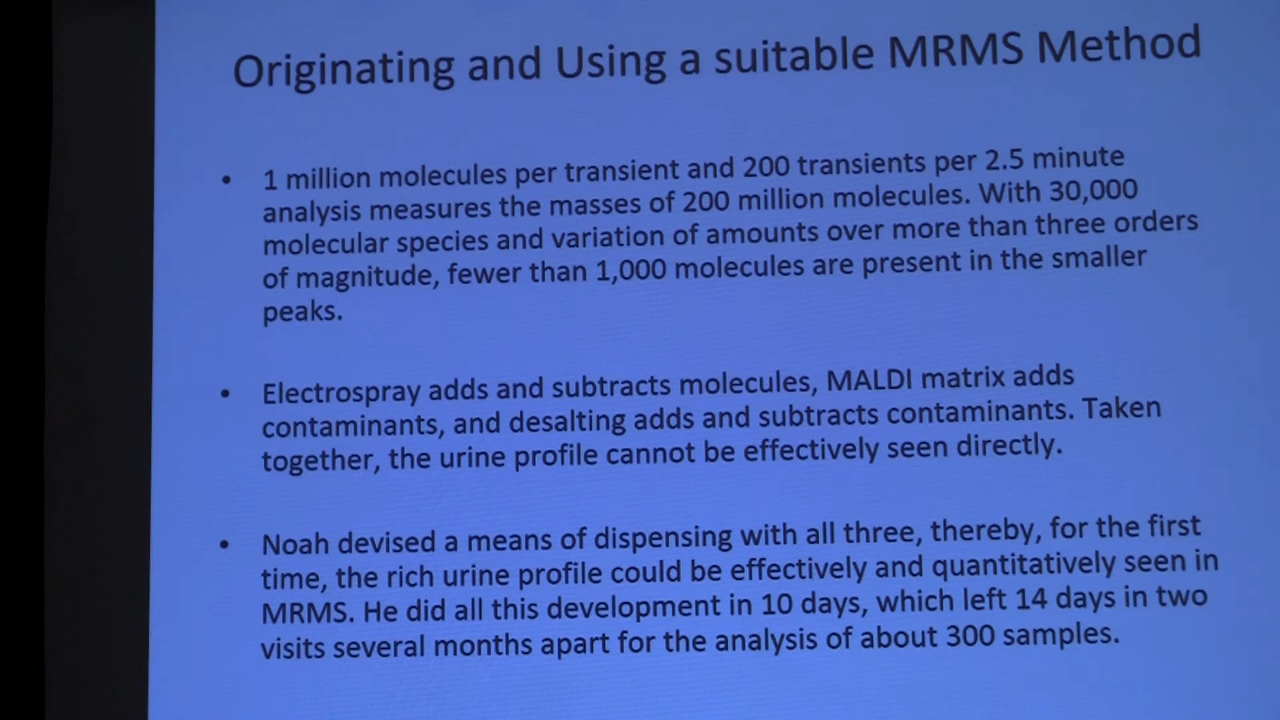 Originating and Using a suitable MRMS Method
• 1 million molecules per transient and 200 transients per 2.5 minute
analysis measures the masses of 200 million molecules. With 30,000
molecular species and variation of amounts over more than three orders
of magnitude, fewer than 1,000 molecules are present in the smaller
peaks.
• Electrospray adds and subtracts molecules, MALDI matrix adds
contaminants, and desalting adds and subtracts contaminants. Taken
together, the urine profile cannot be effectively seen directly.
• Noah devised a means of dispensing with all three, thereby, for the first
time, the rich urine profile could be effectively and quantitatively seen in
MRMS. He did all this development in 10 days, which left 14 days in two
visits several months apart for the analysis of about 300 samples.